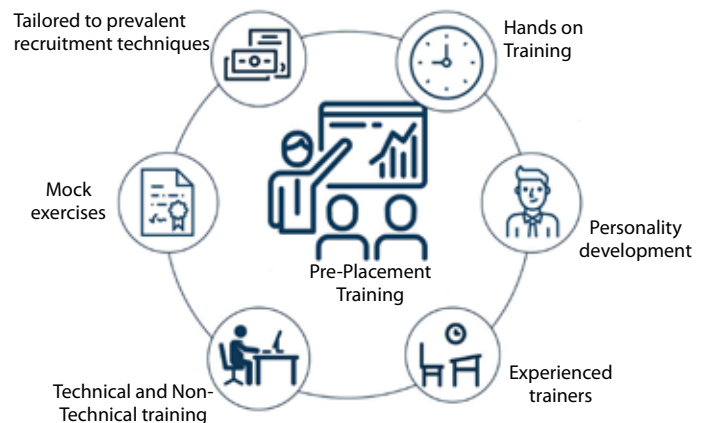 Tailored to prevalent
recruitment techniques
Hands on
Training
Mock
exercises
Personality
development
Pre-Placement
Training
Technical and Non-
Technical training
Experienced
trainers